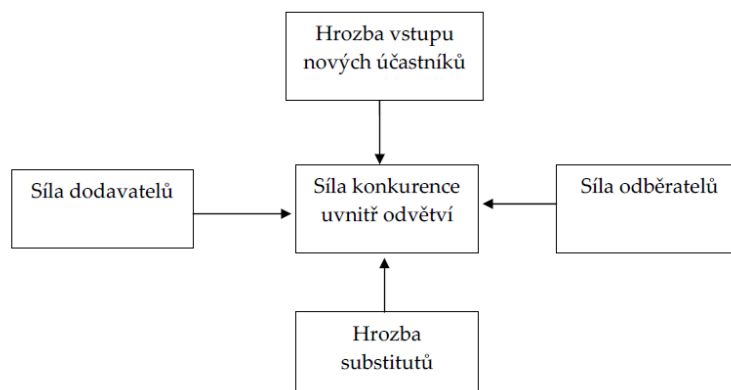 Hrozba vstupu
nových účastníků
Síla dodavatelů
Síla konkurence
uvnitř odvětví
Síla odběratelů
Hrozba
substitutů